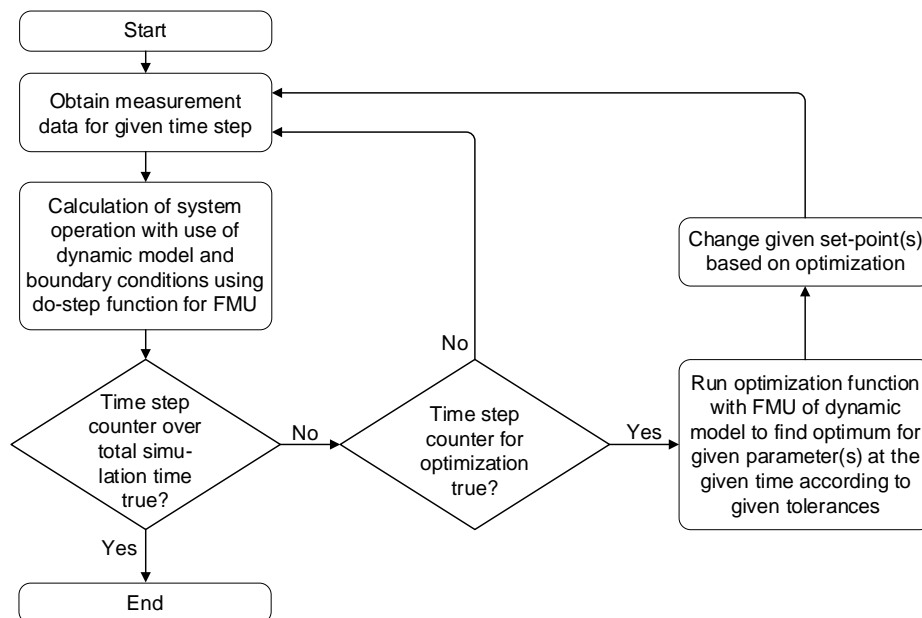 Start
Obtain measurement
data for given time step
Calculation of system
operation with use of
dynamic model and
boundary conditions using
do-step function for FMU
Time step
counter over
total simu-
lation time
true?
No
Yes
End
Time step
counter for
optimization
true?
No
Yes
Run optimization function
with FMU of dynamic
model to find optimum for
given parameter(s) at the
given time according to
given tolerances
Change given set-point(s)
based on optimization